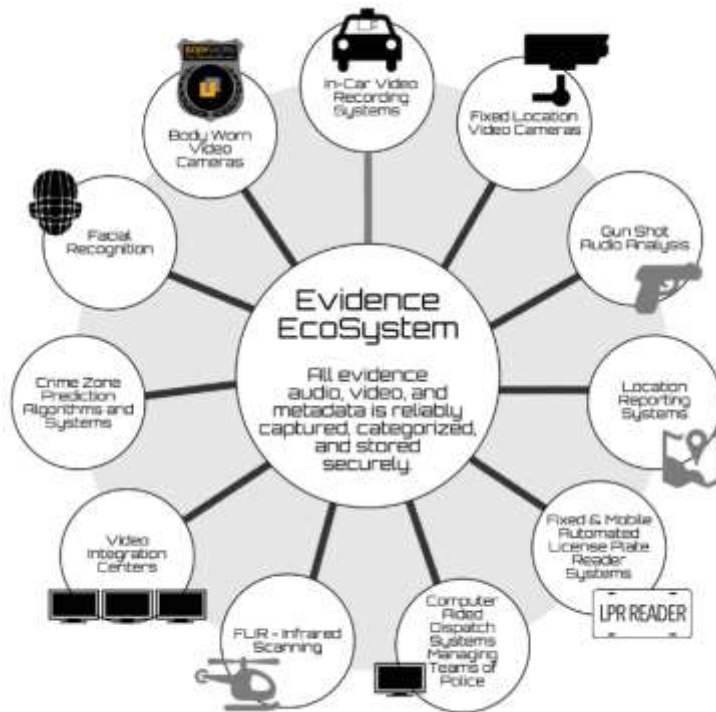 In-Car Video
Recording
Systems
Fixed Location
Video Cameras
Gun Shot
Audio Analysis
Location
Reporting
Systems
Fixed & Mobile
Automated
License Plate
Reader
Systems
LPR READER
Computer
Aided
Dispatch
Systems
Managing
Teams of
Police
FLIR - Infrared
Scanning
Video
Integration
Centers
Crime Zone
Prediction
Algorithms and
Systems
Facial
Recognition
Body Worn
Video
Cameras
Evidence
EcoSystem
All evidence
audio, video, and
metadata is reliably
captured, categorized,
and stored
securely.